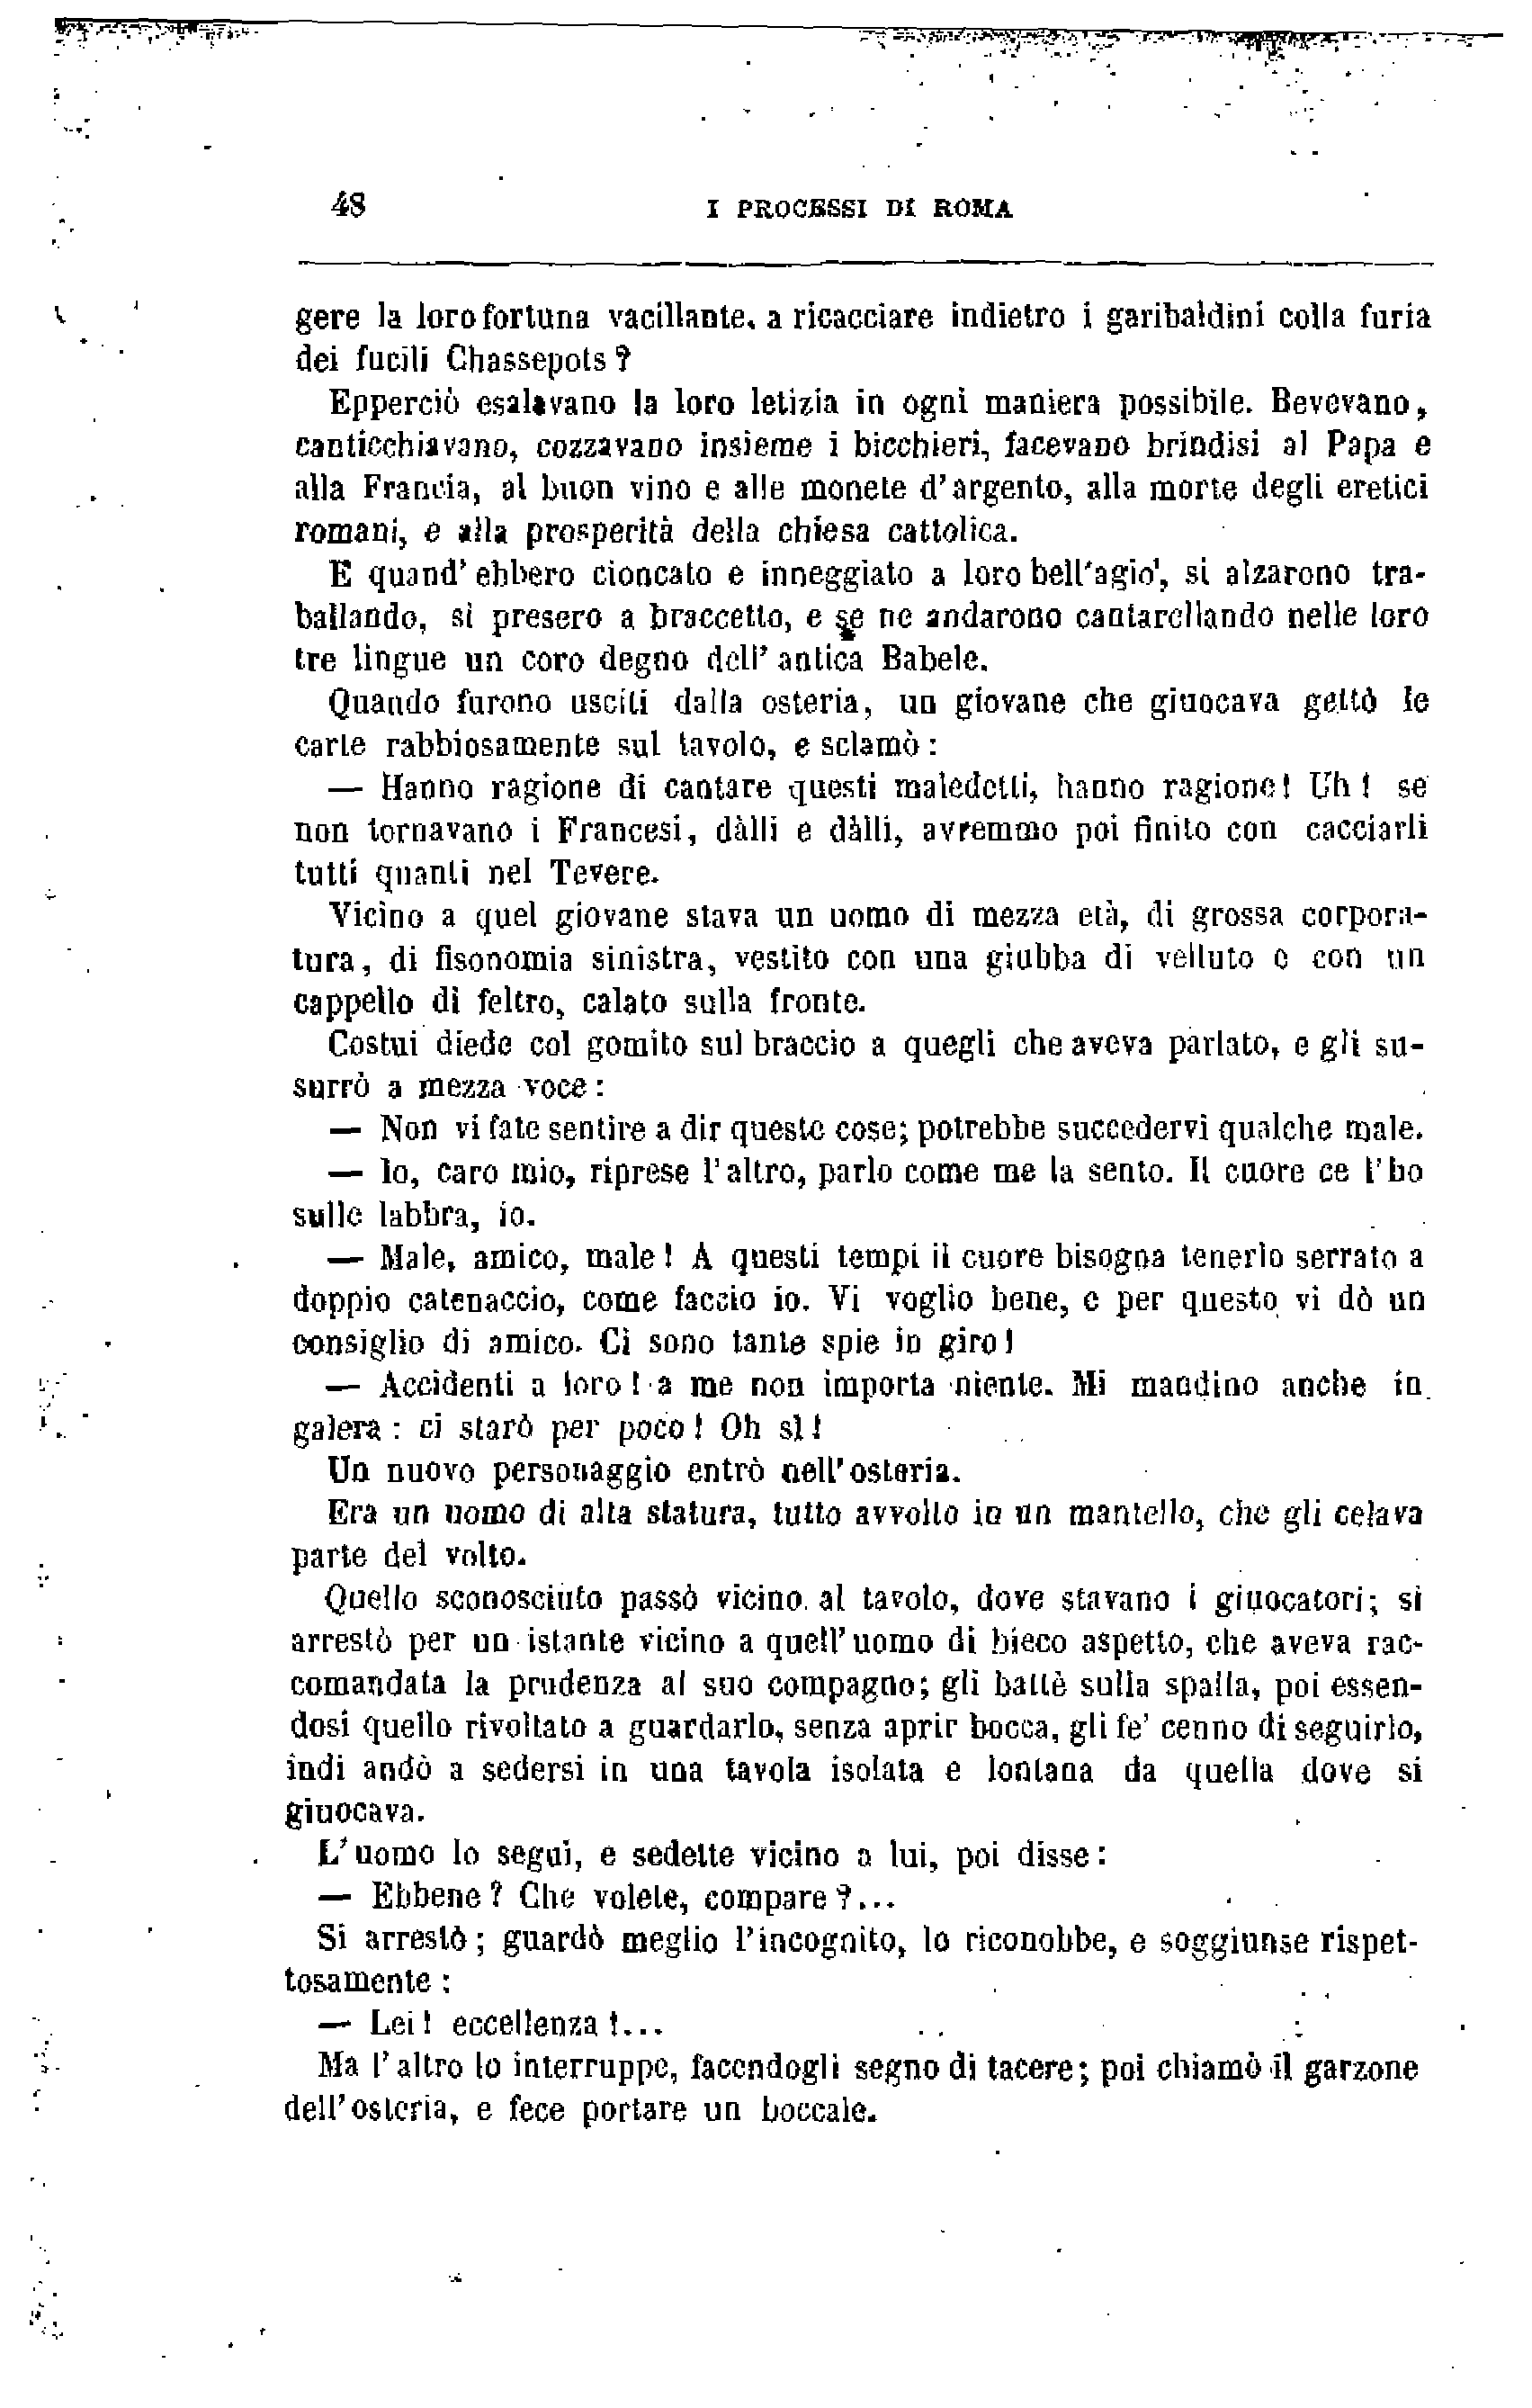 48 I PROCESSI DI ROMA
gere la loro fortuna vacillante, a ricacciare indietro i garibaldini colla furia
dei fucili Chassepots?
Epperciò esalavano la loro letizia in ogni maniera possibile. Bevevano,
canticchiavano, cozzavano insieme i bicchieri, facevano brindisi al Papa e
alla Francia, al buon vino e alle monete d'argento, alla morte degli eretici
romani, e alla prosperità della chiesa cattolica.
E quand' ebbero cioncato e inneggiato a loro bell'agio', si alzarono tra-
ballando, si presero a braccetto, e se ne andarono cantarellando nelle loro
tre lingue un coro degno dell' antica Babele.
Quando furono usciti dalla osteria, un giovane che giuocava gettò le
carte rabbiosamente sul tavolo, e sclamò:
— Hanno ragione di cantare questi maledetti, hanno ragione! Uh! se
non tornavano i Francesi, dàlli e dàlli, avremmo poi finito con cacciarli
tutti quanti nel Tevere.
Vicino a quel giovane stava un uomo di mezza età, di grossa corpora-
tura, di fisonomia sinistra, vestito con una giubba di velluto e con un
cappello di feltro, calato sulla fronte.
Costui diede col gomito sul braccio a quegli che aveva parlato, e gli su-
surrò a mezza voce:
— Non vi fate sentire a dir queste cose; potrebbe succedervi qualche male.
— Io, caro mio, riprese l'altro, parlo come me la sento. Il cuore ce l'ho
sulle labbra, io.
— Male, amico, male! A questi tempi il cuore bisogna tenerlo serrato a
doppio catenaccio, come faccio io. Vi voglio bene, e per questo vi dò un
consiglio di amico. Ci sono tante spie in giro!
— Accidenti a loro! a me non importa niente. Mi mandino anche in
galera: ci starò per poco! Oh sì!
Un nuovo personaggio entrò nell'osteria.
Era un uomo di alta statura, tutto avvolto in un mantello, che gli celava
parte del volto.
Quello sconosciuto passò vicino al tavolo, dove stavano i giuocatori; si
arrestò per un istante vicino a quell'uomo di bieco aspetto, che aveva rac-
comandata la prudenza al suo compagno; gli battè sulla spalla, poi essen-
dosi quello rivoltato a guardarlo, senza aprir bocca, gli fe' cenno di seguirlo,
indi andò a sedersi in una tavola isolata e lontana da quella dove si
giuocava.
L'uomo lo seguì, e sedette vicino a lui, poi disse:
— Ebbene? Che volete, compare?...
Si arrestò; guardò meglio l'incognito, lo riconobbe, e soggiunse rispet-
tosamente:
— Lei! eccellenza!...
Ma l'altro lo interruppe, facendogli segno di tacere; poi chiamò il garzone
dell'osteria, e fece portare un boccale.